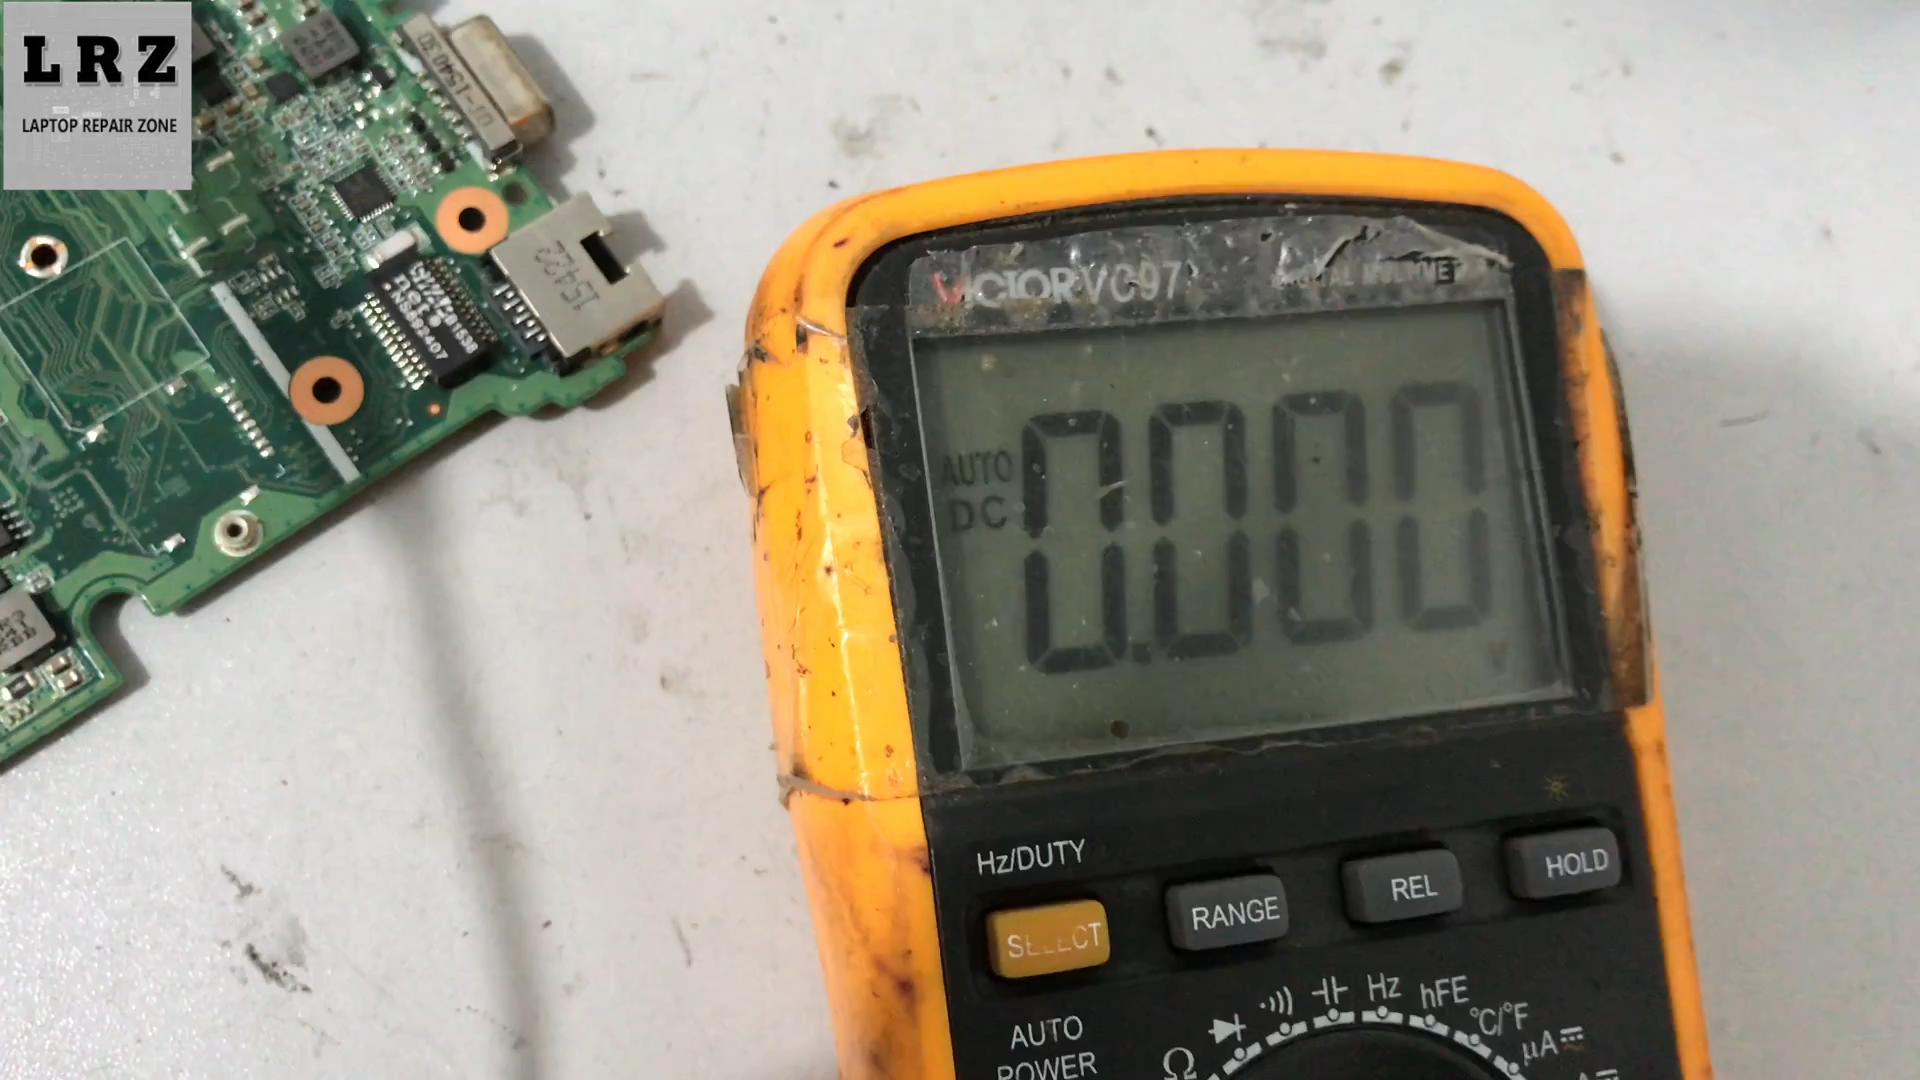 LRZ
LAPTOP REPAIR ZONE
15422
VICTOR VC97
AUTO
DC
0.000
V
Hz/DUTY
SELECT
RANGE
REL
HOLD
AUTO
POWER
Ω
Hz
hFE
°C/°F
μA